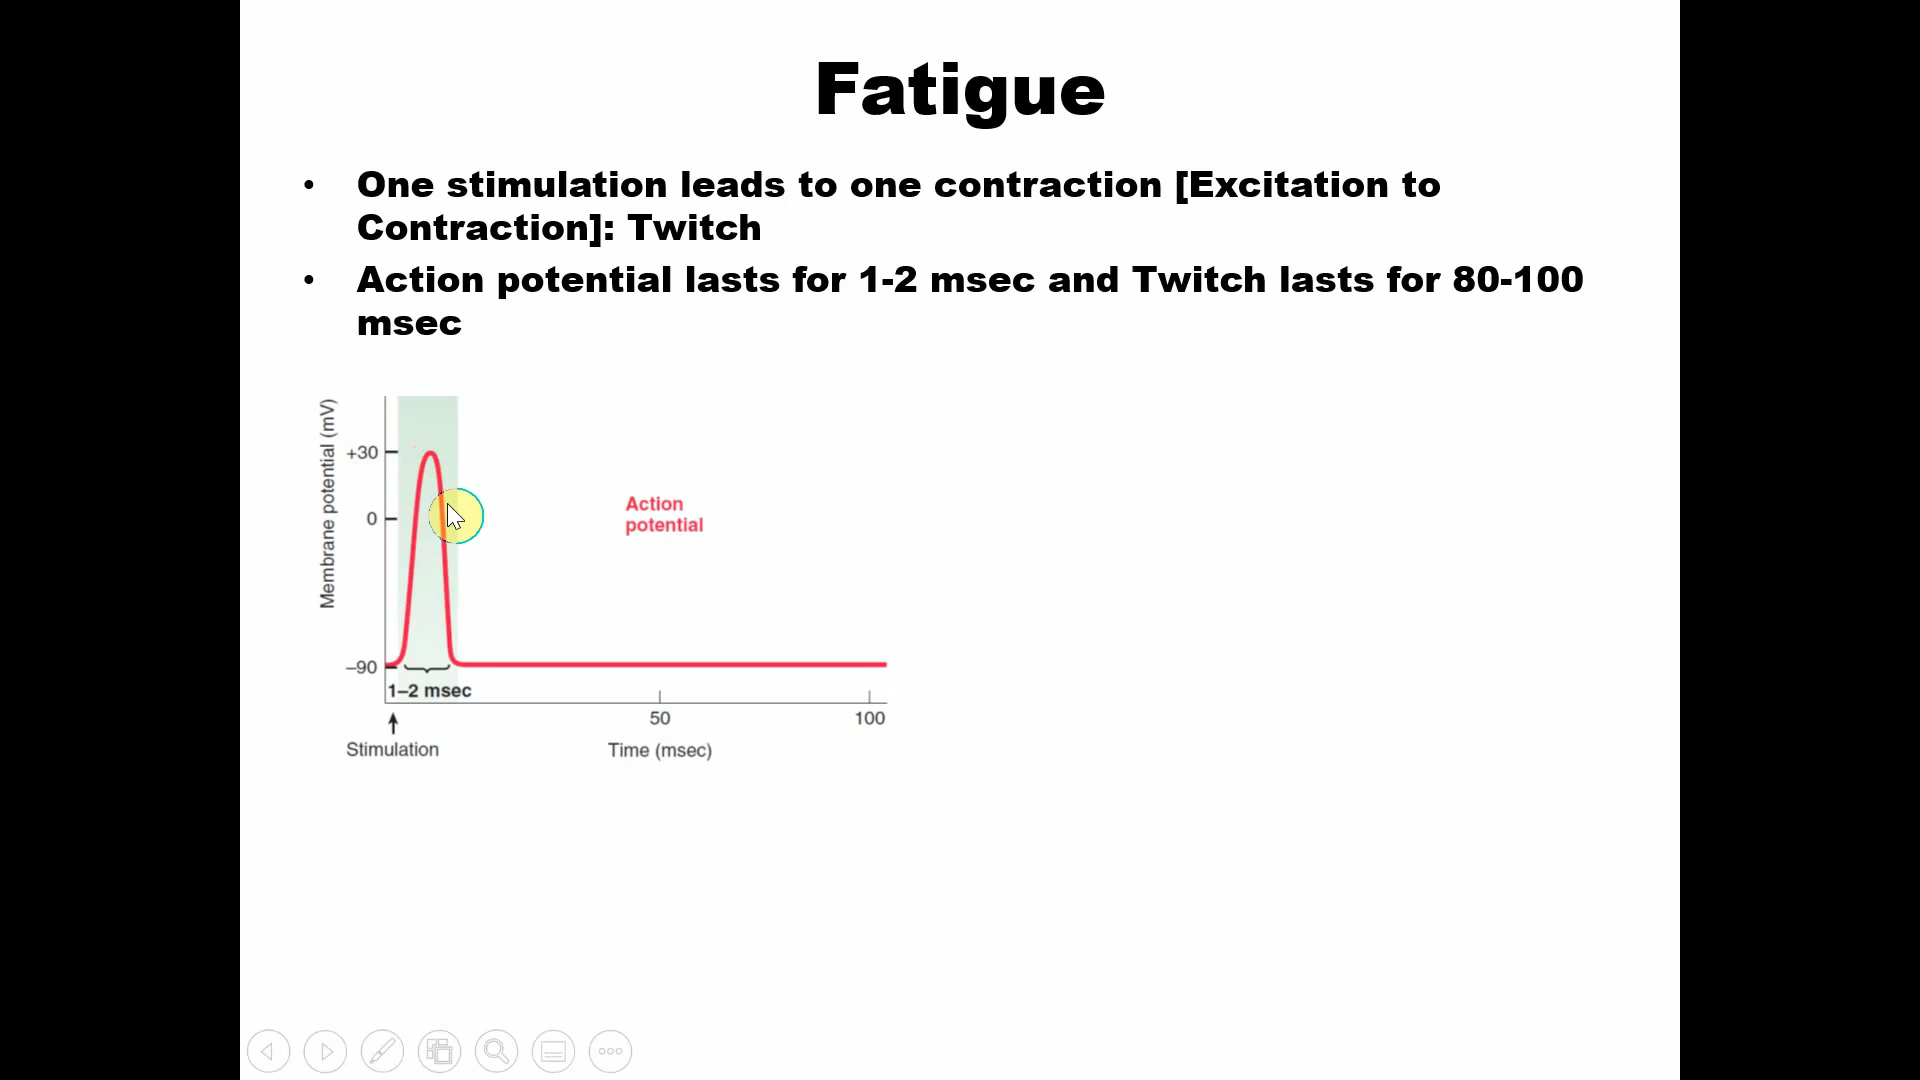 Fatigue
• One stimulation leads to one contraction [Excitation to
Contraction]: Twitch
• Action potential lasts for 1-2 msec and Twitch lasts for 80-100
msec
Membrane potential (mV)
+30
0
–90
Action
potential
1–2 msec
50
100
Stimulation
Time (msec)